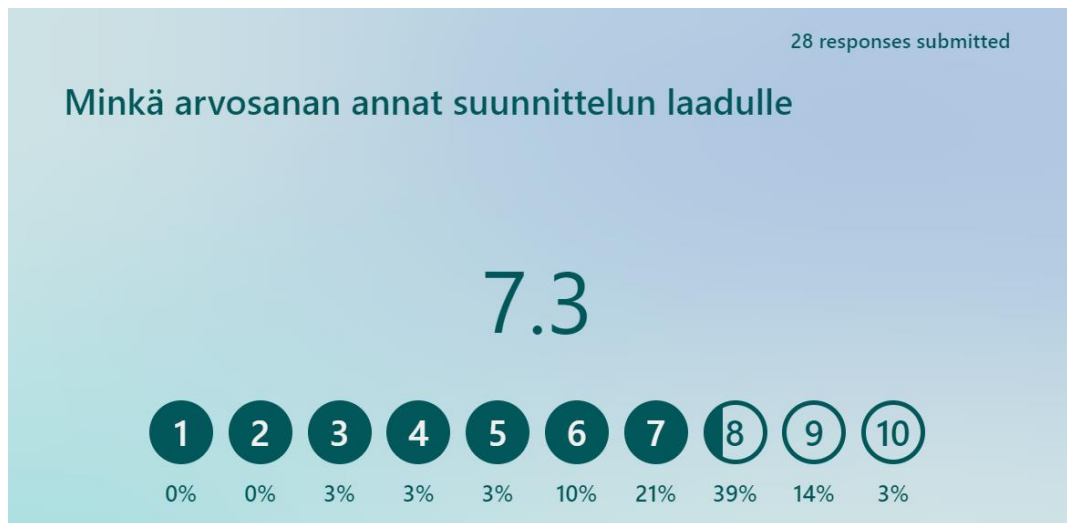 28 responses submitted
Minkä arvosanan annat suunnittelun laadulle
7.3
1 2 3 4 5 6 7 8 9 10
0% 0% 3% 3% 3% 10% 21% 39% 14% 3%